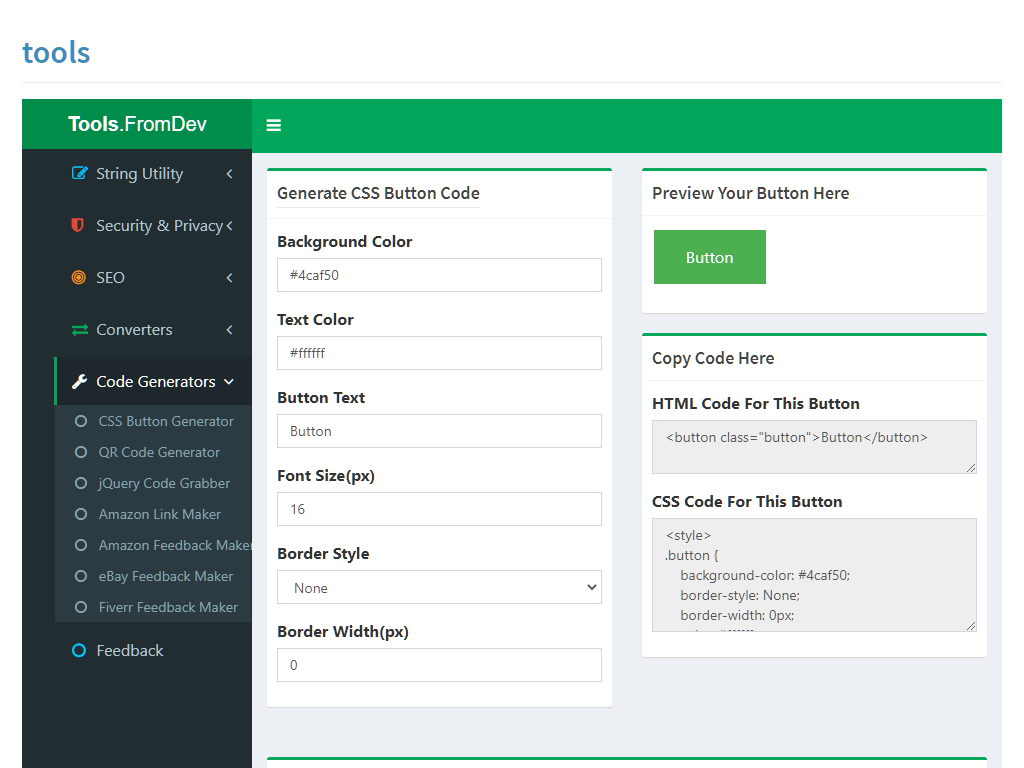 tools
Tools.FromDev
String Utility
Security & Privacy
SEO
Converters
Code Generators
CSS Button Generator
QR Code Generator
jQuery Code Grabber
Amazon Link Maker
Amazon Feedback Maker
eBay Feedback Maker
Fiverr Feedback Maker
Feedback
Generate CSS Button Code
Background Color
#4caf50
Text Color
#ffffff
Button Text
Button
Font Size(px)
16
Border Style
None
Border Width(px)
0
Preview Your Button Here
Button
Copy Code Here
HTML Code For This Button
<button class="button">Button</button>
CSS Code For This Button
<style>
.button {
background-color: #4caf50;
border-style: None;
border-width: 0px;